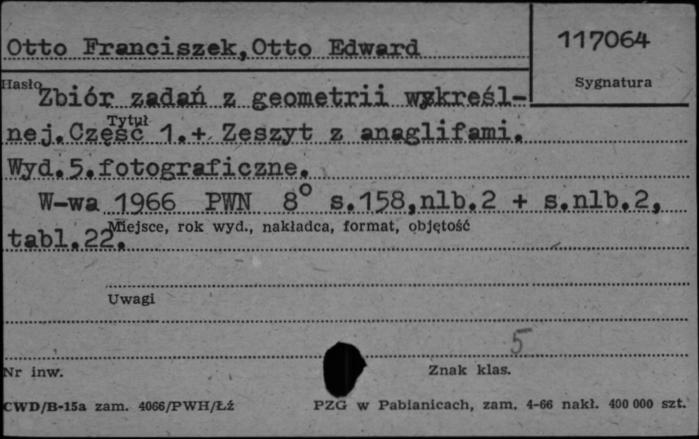 Otto Franciszek,Otto Edward
117064
Hasło
Sygnatura
Zbiór zadań z geometrii wykreśl-
Tytuł
nej.Część 1.+ Zeszyt z anaglifami.
Wyd.5.fotograficzne.
W-wa 1966 PWN 8° s.158,nlb.2 + s.nlb.2,
Miejsce, rok wyd., nakładca, format, objętość
tabl.22.
Uwagi
5
Nr inw.
Znak klas.
CWD/B-15a zam. 4066/PWH/Łź
PZG w Pabianicach, zam. 4-66 nakł. 400 000 szt.